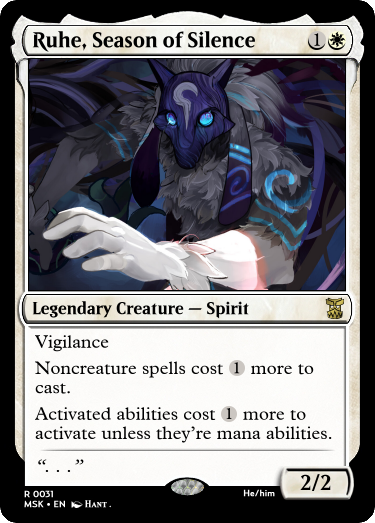 Ruhe, Season of Silence 1
Legendary Creature — Spirit
Vigilance
Noncreature spells cost 1 more to
cast.
Activated abilities cost 1 more to
activate unless they're mana abilities.
“. . .”
2/2
R 0031
MSK • EN Hant .
He/him